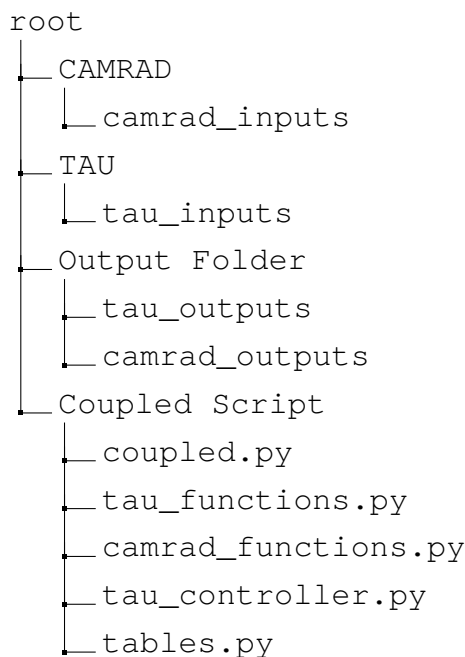 root
CAMRAD
camrad_inputs
TAU
tau_inputs
Output Folder
tau_outputs
camrad_outputs
Coupled Script
coupled.py
tau_functions.py
camrad_functions.py
tau_controller.py
tables.py